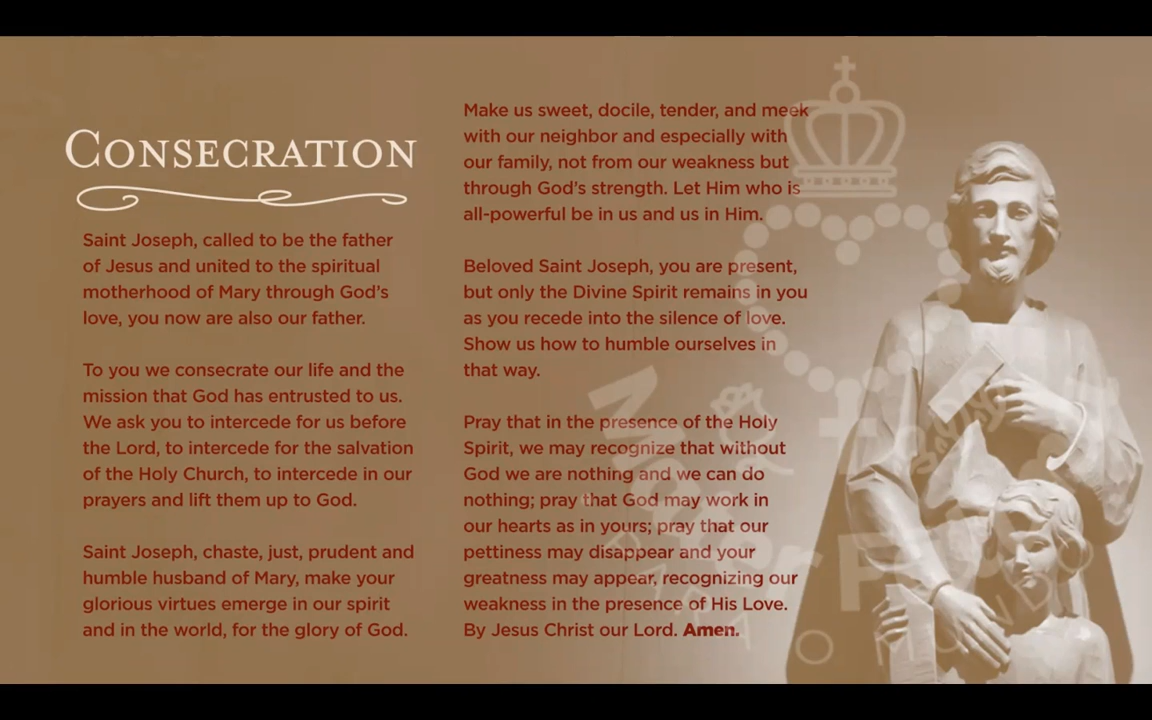 Consecration
Saint Joseph, called to be the father
of Jesus and united to the spiritual
motherhood of Mary through God's
love, you now are also our father.
To you we consecrate our life and the
mission that God has entrusted to us.
We ask you to intercede for us before
the Lord, to intercede for the salvation
of the Holy Church, to intercede in our
prayers and lift them up to God.
Saint Joseph, chaste, just, prudent and
humble husband of Mary, make your
glorious virtues emerge in our spirit
and in the world, for the glory of God.
Make us sweet, docile, tender, and meek
with our neighbor and especially with
our family, not from our weakness but
through God's strength. Let Him who is
all-powerful be in us and us in Him.
Beloved Saint Joseph, you are present,
but only the Divine Spirit remains in you
as you recede into the silence of love.
Show us how to humble ourselves in
that way.
Pray that in the presence of the Holy
Spirit, we may recognize that without
God we are nothing and we can do
nothing; pray that God may work in
our hearts as in yours; pray that our
pettiness may disappear and your
greatness may appear, recognizing our
weakness in the presence of His Love.
By Jesus Christ our Lord. Amen.